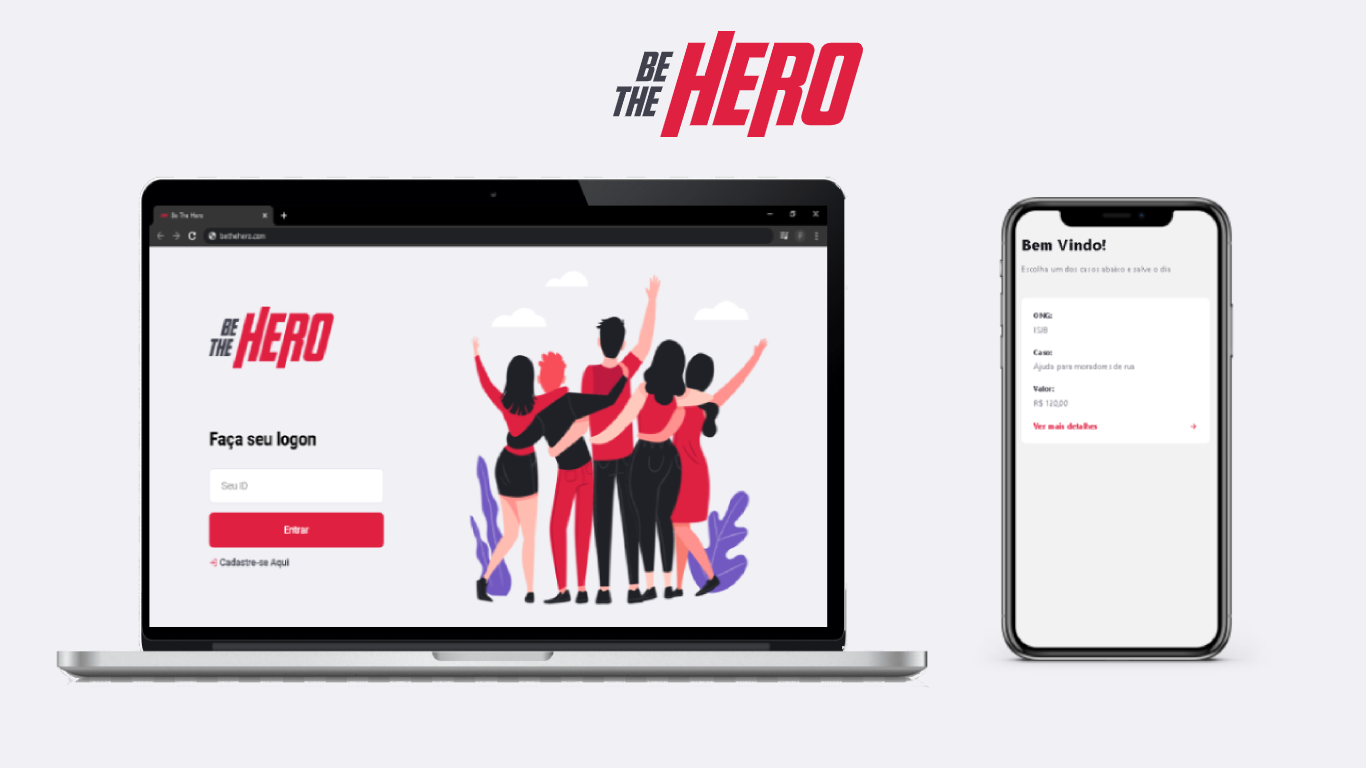 BE
THE HERO
Be The Hero
bethehero.com
BE
THE HERO
Faça seu logon
Seu ID
Entrar
Cadastre-se Aqui
Bem Vindo!
Escolha um dos casos abaixo e salve o dia
ONG:
Caso:
Ajuda para moradores de rua
Valor:
R$ 120,00
Ver mais detalhes